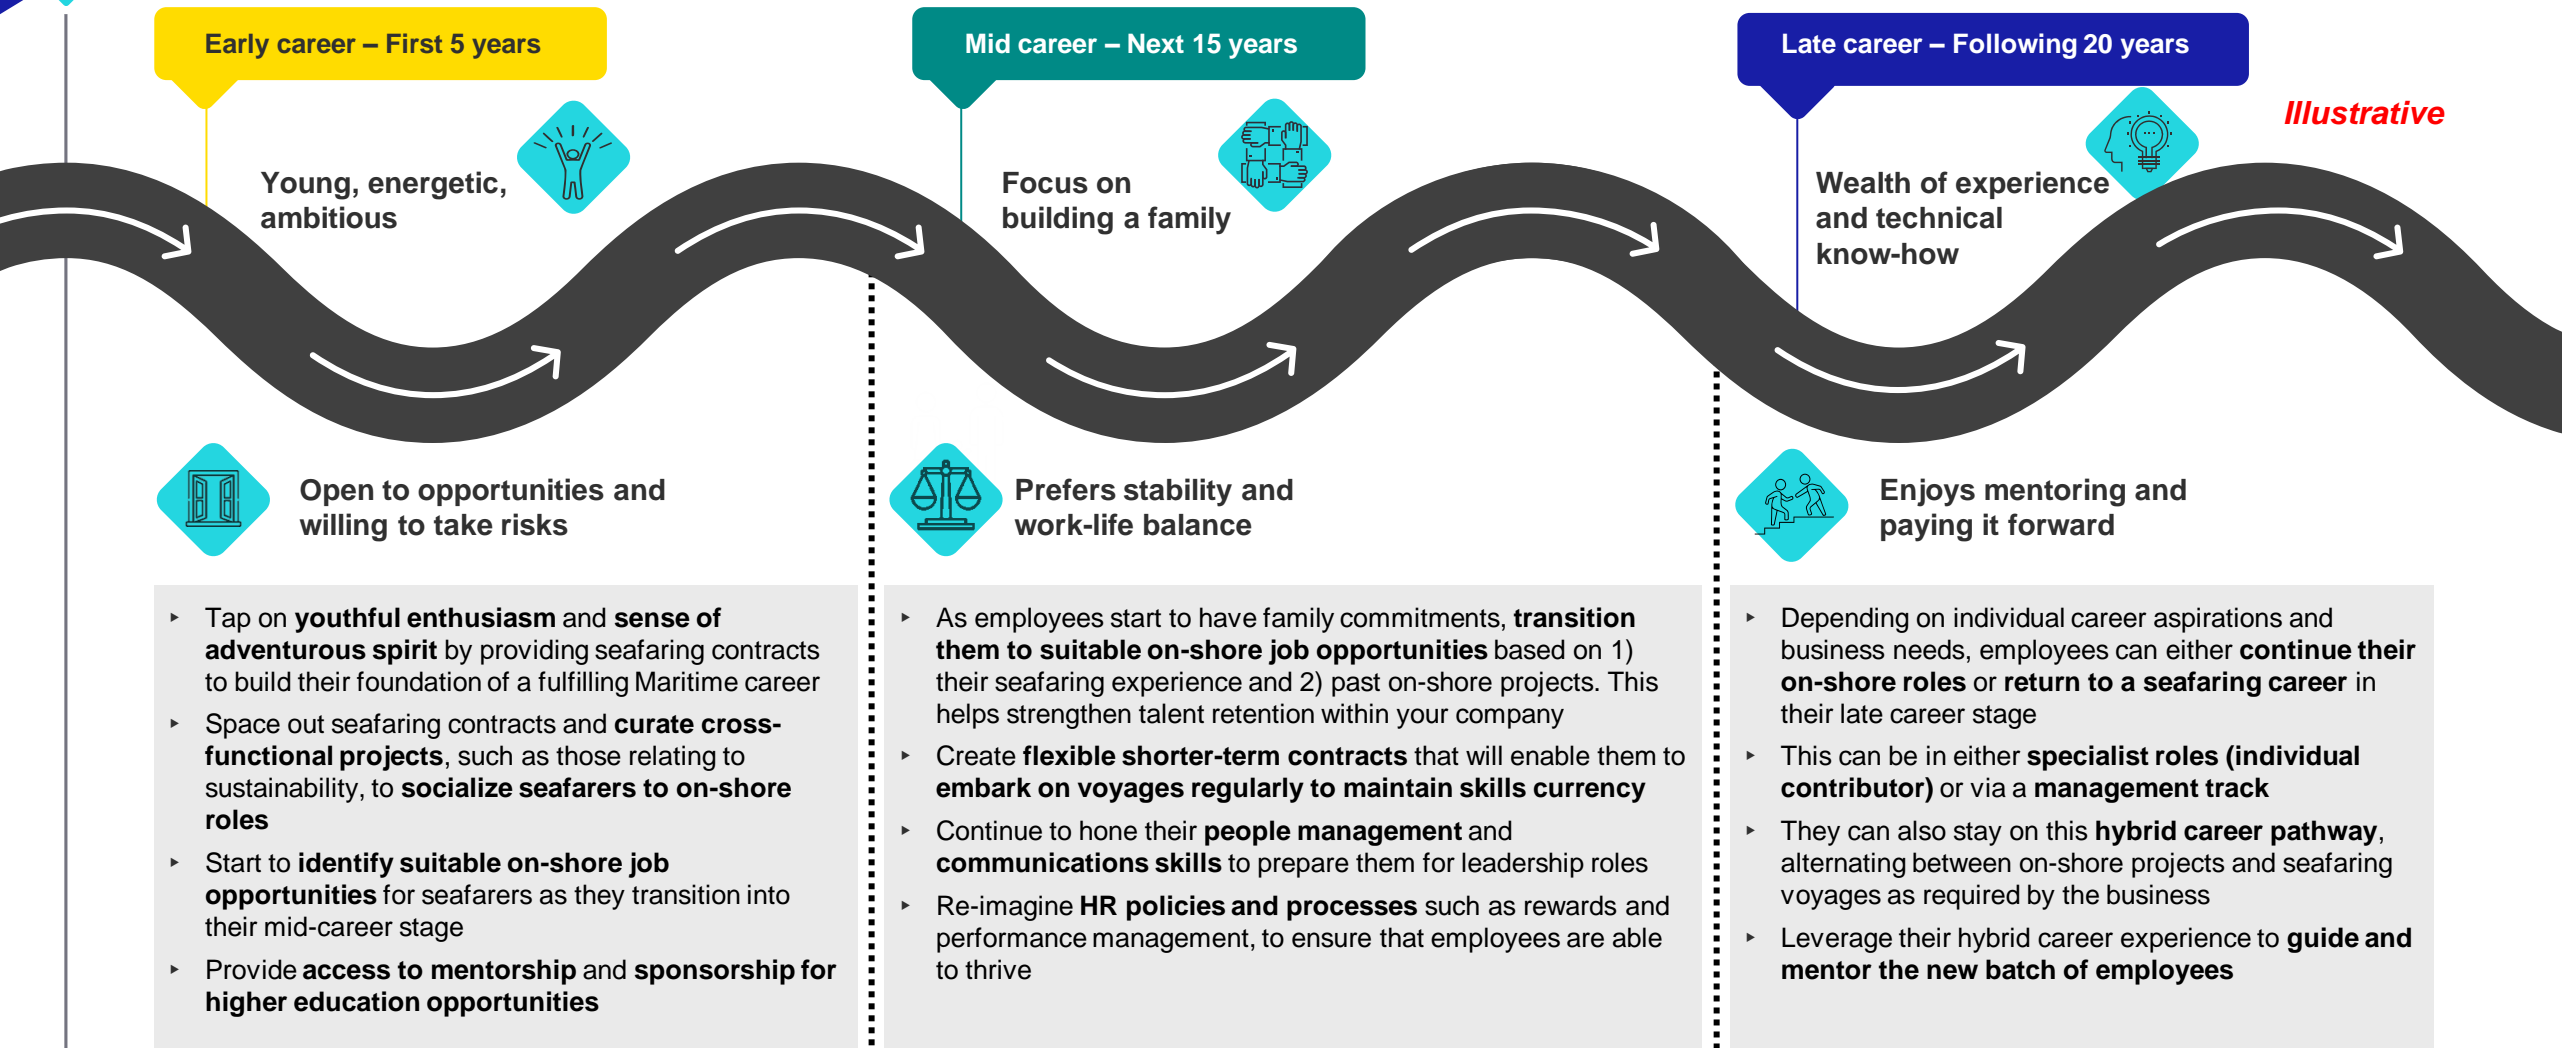 Early career – First 5 years
Young, energetic,
ambitious
Open to opportunities and
willing to take risks
‣ Tap on youthful enthusiasm and sense of
adventurous spirit by providing seafaring contracts
to build their foundation of a fulfilling Maritime career
‣ Space out seafaring contracts and curate cross-
functional projects, such as those relating to
sustainability, to socialize seafarers to on-shore
roles
‣ Start to identify suitable on-shore job
opportunities for seafarers as they transition into
their mid-career stage
‣ Provide access to mentorship and sponsorship for
higher education opportunities
Mid career – Next 15 years
Focus on
building a family
Prefers stability and
work-life balance
‣ As employees start to have family commitments, transition
them to suitable on-shore job opportunities based on 1)
their seafaring experience and 2) past on-shore projects. This
helps strengthen talent retention within your company
‣ Create flexible shorter-term contracts that will enable them to
embark on voyages regularly to maintain skills currency
‣ Continue to hone their people management and
communications skills to prepare them for leadership roles
‣ Re-imagine HR policies and processes such as rewards and
performance management, to ensure that employees are able
to thrive
Late career – Following 20 years
Illustrative
Wealth of experience
and technical
know-how
Enjoys mentoring and
paying it forward
‣ Depending on individual career aspirations and
business needs, employees can either continue their
on-shore roles or return to a seafaring career in
their late career stage
‣ This can be in either specialist roles (individual
contributor) or via a management track
‣ They can also stay on this hybrid career pathway,
alternating between on-shore projects and seafaring
voyages as required by the business
‣ Leverage their hybrid career experience to guide and
mentor the new batch of employees